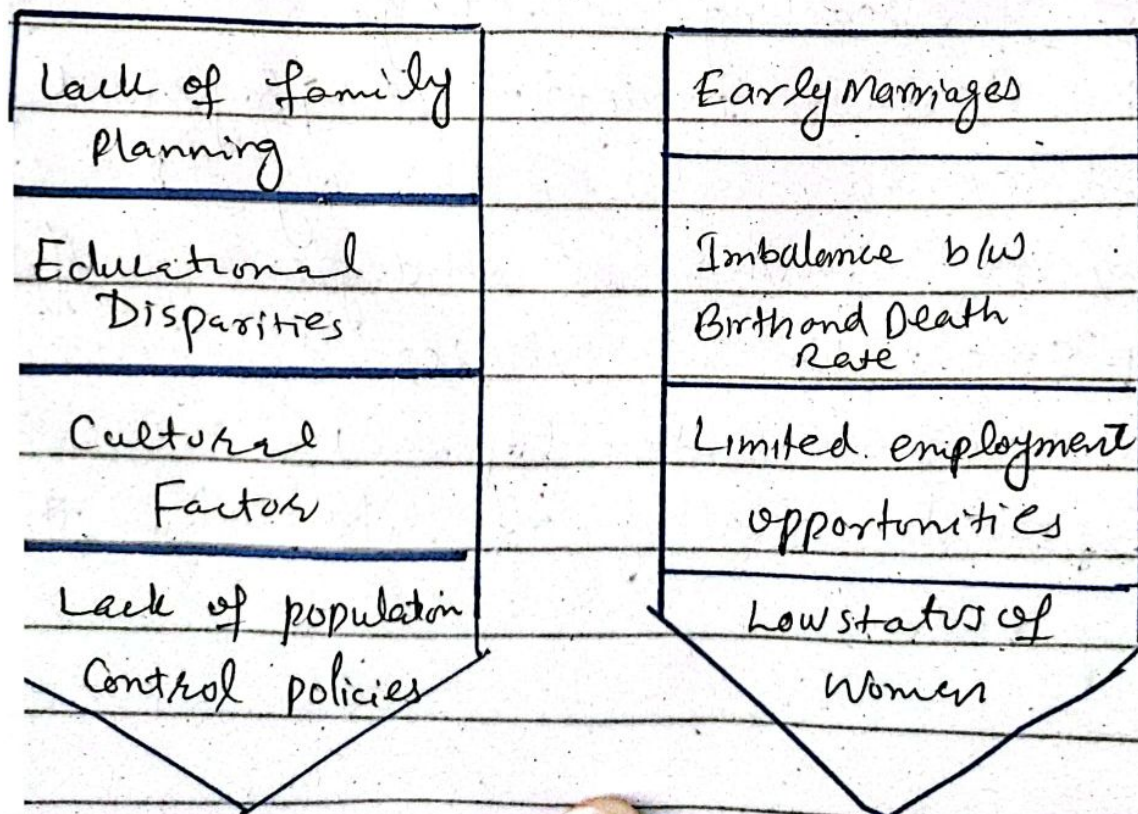 Lack of family
Planning
Educational
Disparities
Cultural
Factor
Lack of population
Control policies
Early Marriages
Imbalance b/w
Birth and Death
Rate
Limited employment
opportunities
Low status of
Women